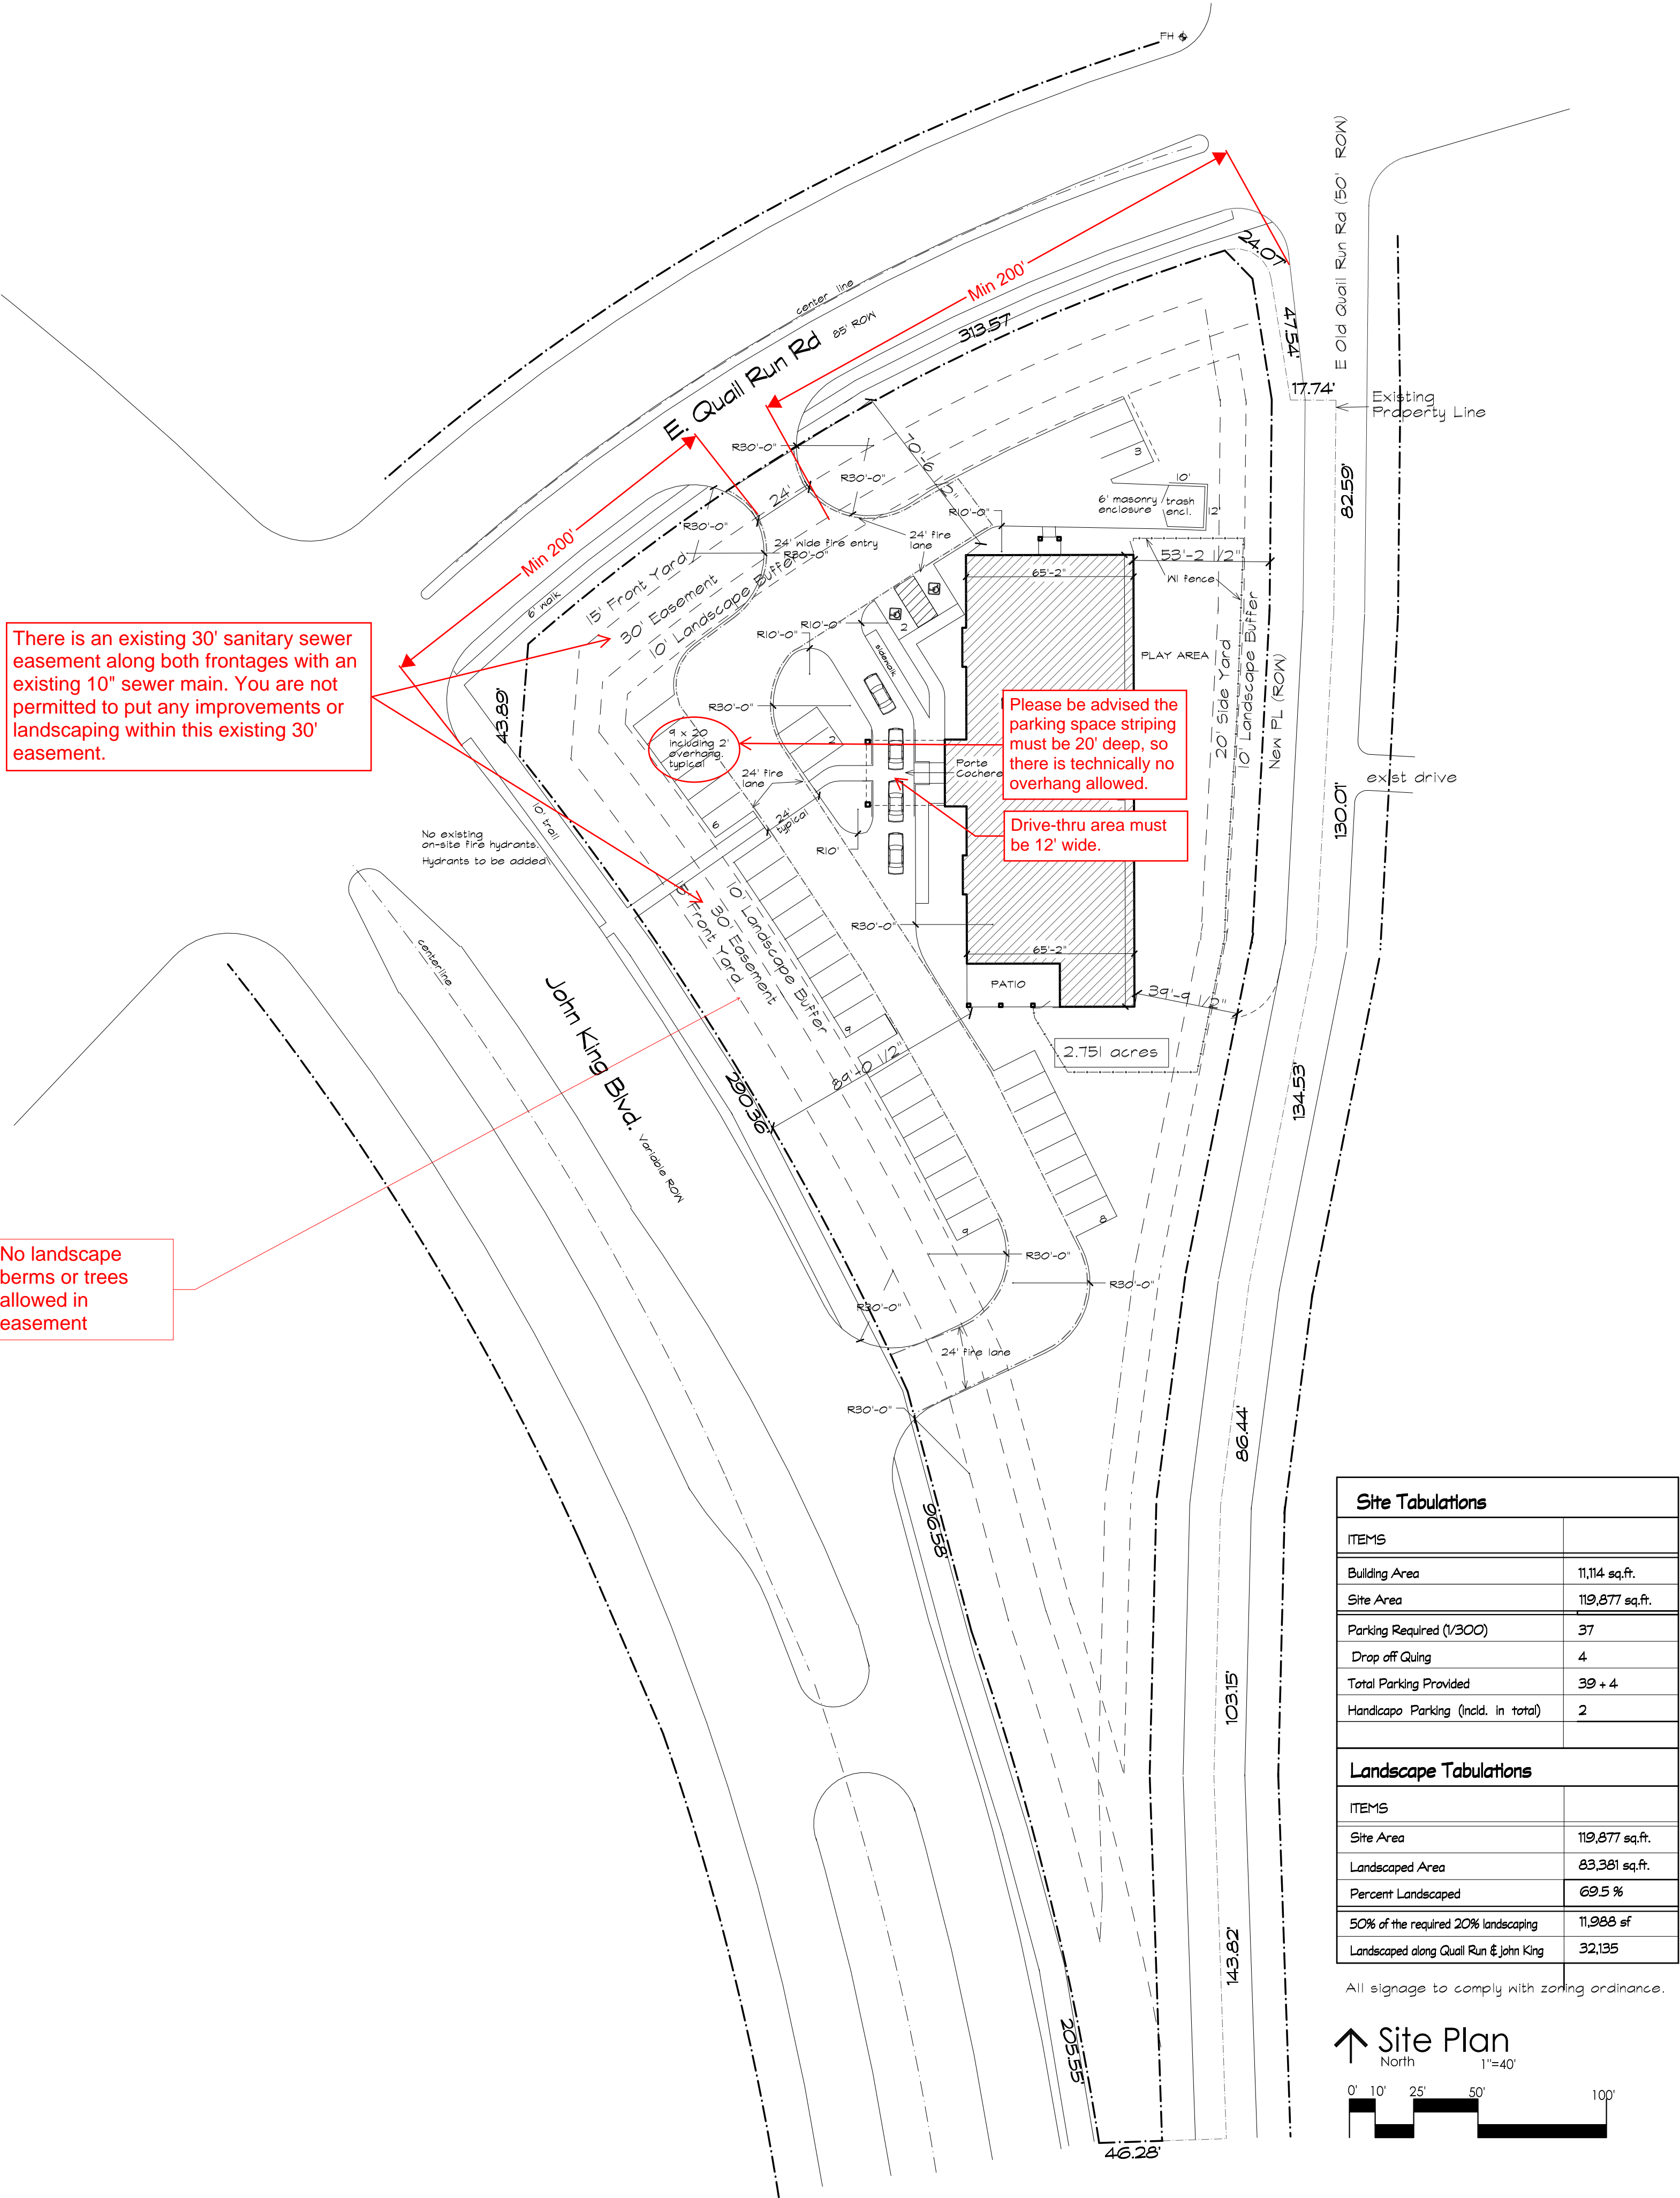 FH
E Old Quail Run Rd (50' ROW)
Min 200'
center line
E. Quail Run Rd 85' ROW
313.57'
24.07
47.54'
17.74'
Existing
Property Line
82.59'
R30'-0"
R30'-0"
70'-6 1/2"
3
10'
6' masonry
enclosure
trash
encl.
12'
R10'-0"
Min 200'
R30'-0"
24'
24' wide fire entry
R30'-0"
24' fire
lane
53'-2 1/2"
WI fence
65'-2"
6' walk
15' Front Yard
30' Easement
10' Landscape Buffer
There is an existing 30' sanitary sewer
easement along both frontages with an
existing 10" sewer main. You are not
permitted to put any improvements or
landscaping within this existing 30'
easement.
R10'-0"
R10'-0"
2
sidewalk
PLAY AREA
20' Side Yard
10' Landscape Buffer
New PL (ROW)
43.89'
R30'-0"
9 x 20
including 2'
overhang,
typical
2
Please be advised the
parking space striping
must be 20' deep, so
there is technically no
overhang allowed.
Porte
Cochere
24' fire
lane
exist drive
130.01'
6
24'
typical
R10'
Drive-thru area must
be 12' wide.
10' trail
No existing
on-site fire hydrants.
Hydrants to be added
10' Landscape Buffer
30' Easement
15' Front Yard
R30'-0"
65'-2"
PATIO
39'-9 1/2"
centerline
John King Blvd. Variable ROW
9
89'-0 1/2"
2.751 acres
290.36'
134.53'
9
8
No landscape
berms or trees
allowed in
easement
R30'-0"
R30'-0"
R30'-0"
24' fire lane
R30'-0"
86.44'
96.58'
103.15'
143.82'
205.55'
46.28'
Site Tabulations
ITEMS
Building Area 11,114 sq.ft.
Site Area 119,877 sq.ft.
Parking Required (1/300) 37
Drop off Quing 4
Total Parking Provided 39 + 4
Handicapo Parking (incld. in total) 2
Landscape Tabulations
ITEMS
Site Area 119,877 sq.ft.
Landscaped Area 83,381 sq.ft.
Percent Landscaped 69.5 %
50% of the required 20% landscaping 11,988 sf
Landscaped along Quail Run & john King 32,135
All signage to comply with zoning ordinance.
Site Plan
North 1"=40'
0' 10' 25' 50' 100'